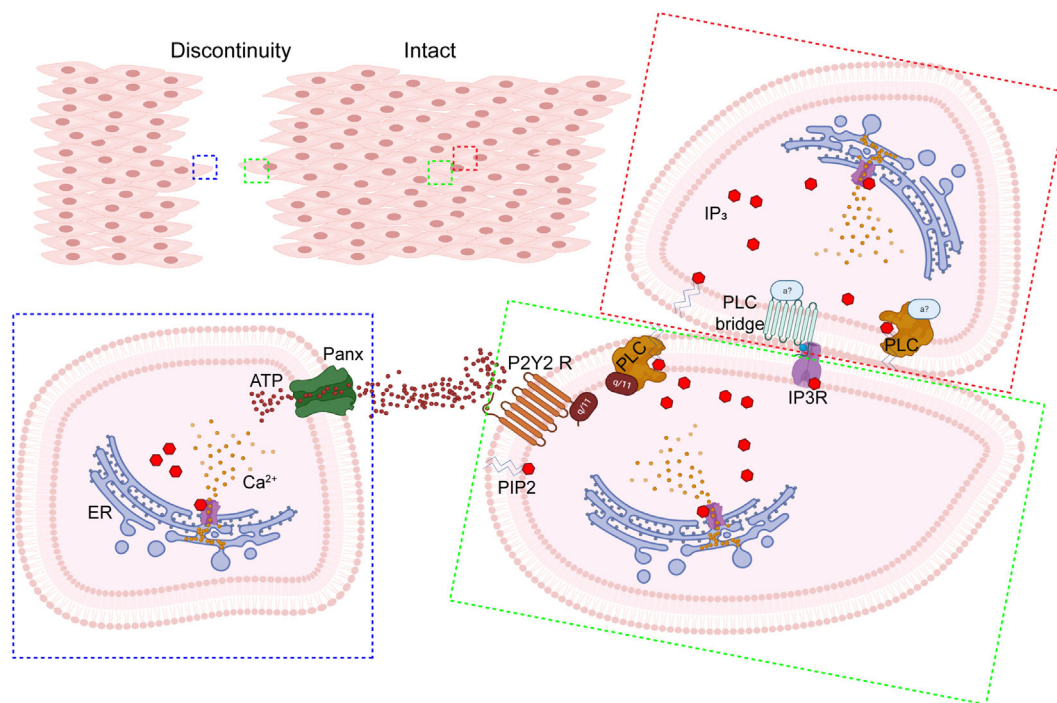 Discontinuity
Intact
IP₃
a?
PLC
bridge
a?
PLC
IP3R
Panx
ATP
P2Y2 R
PLC
q/11
q/11
PIP2
Ca²⁺
ER